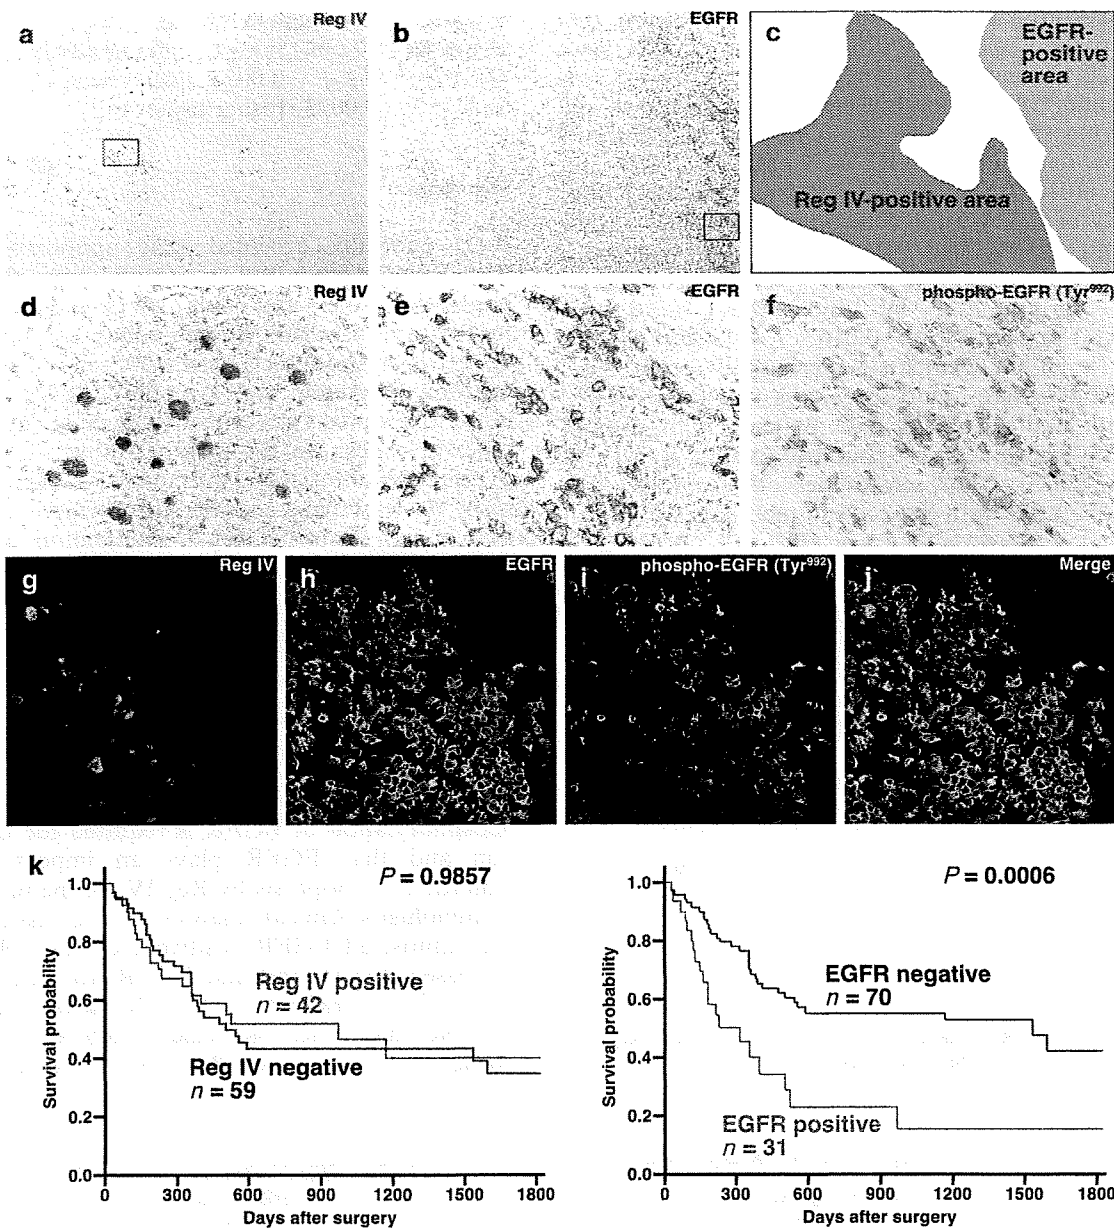 a
Reg IV
b
EGFR
c
EGFR-
positive
area
Reg IV-positive area
d
Reg IV
e
EGFR
f
phospho-EGFR (Tyr⁹⁹²)
g
Reg IV
h
EGFR
i
phospho-EGFR (Tyr⁹⁹²)
j
Merge
k
P = 0.9857
Survival probability
1.0
0.8
0.6
0.4
0.2
0.0
Reg IV positive
n = 42
Reg IV negative
n = 59
0 300 600 900 1200 1500 1800
Days after surgery
P = 0.0006
Survival probability
1.0
0.8
0.6
0.4
0.2
0.0
EGFR negative
n = 70
EGFR positive
n = 31
0 300 600 900 1200 1500 1800
Days after surgery